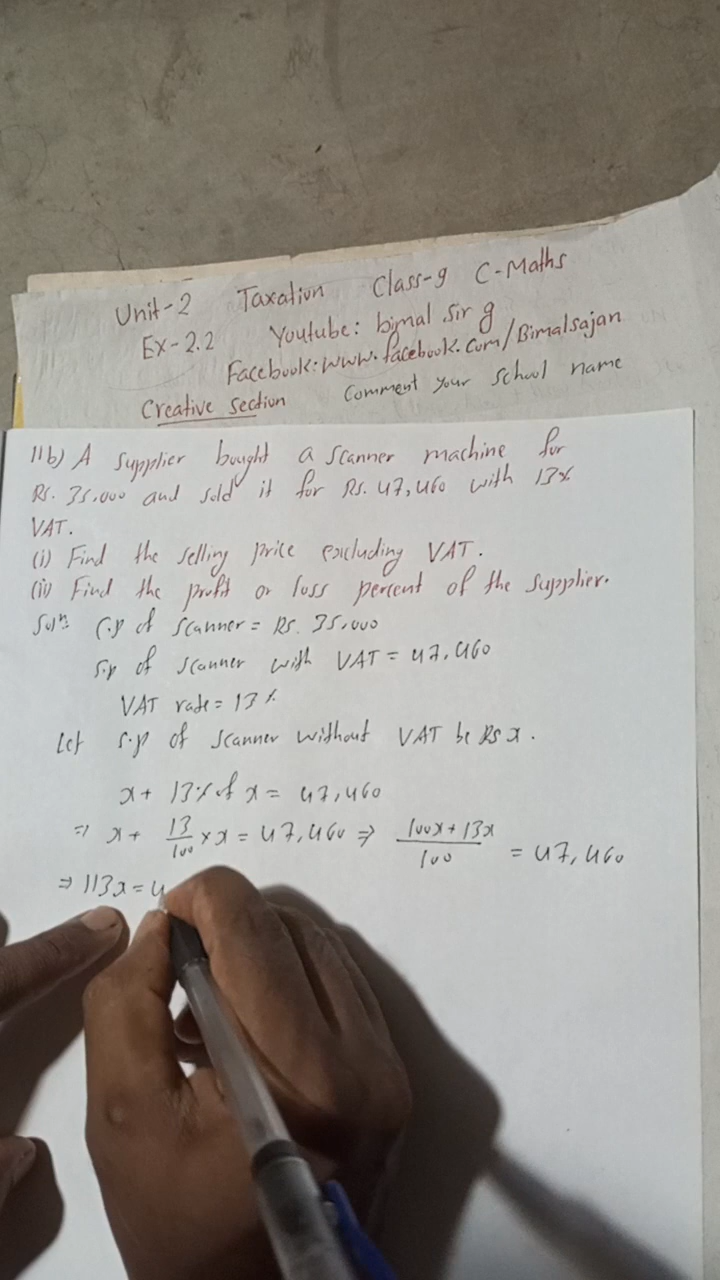 Unit-2 Taxation Class-9 C-Maths
Ex-2.2 Youtube: bimal sir g
Facebook:www.facebook.com/Bimalsajan
Creative section Comment your school name
11b) A supplier bought a scanner machine for
Rs. 35,000 and sold it for Rs. 47,460 with 13%
VAT.
(i) Find the selling price excluding VAT.
(ii) Find the profit or loss percent of the supplier.
Solⁿ: C.p of scanner = Rs. 35,000
S.p of scanner with VAT = 47,460
VAT rate = 13%
Let s.p of scanner without VAT be Rs x.
x + 13% of x = 47,460
⇒ x + 13/100 × x = 47,460 ⇒ 100x + 13x/100 = 47,460
⇒ 113x = 4